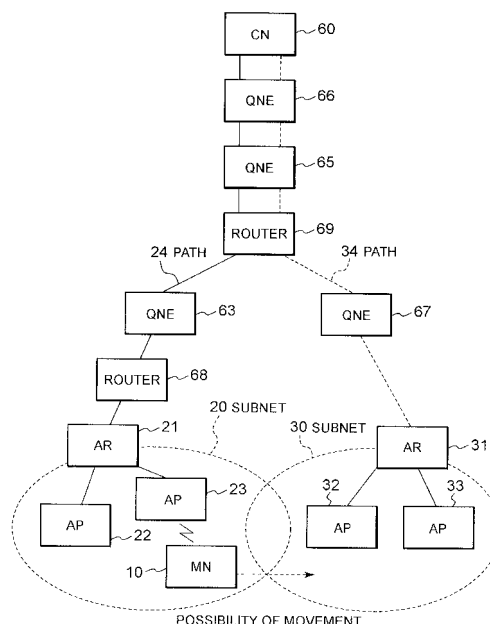 CN
60
QNE
66
QNE
65
ROUTER
69
24 PATH
34 PATH
QNE
63
QNE
67
ROUTER
68
20 SUBNET
30 SUBNET
AR
21
AR
31
AP
23
32
33
AP
22
AP
AP
10
MN
POSSIBILITY OF MOVEMENT